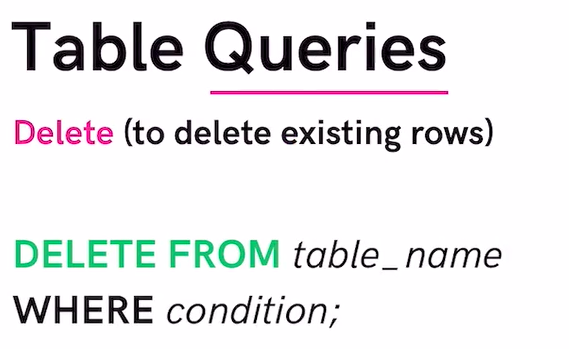 Table Queries
Delete (to delete existing rows)
DELETE FROM table_name
WHERE condition;